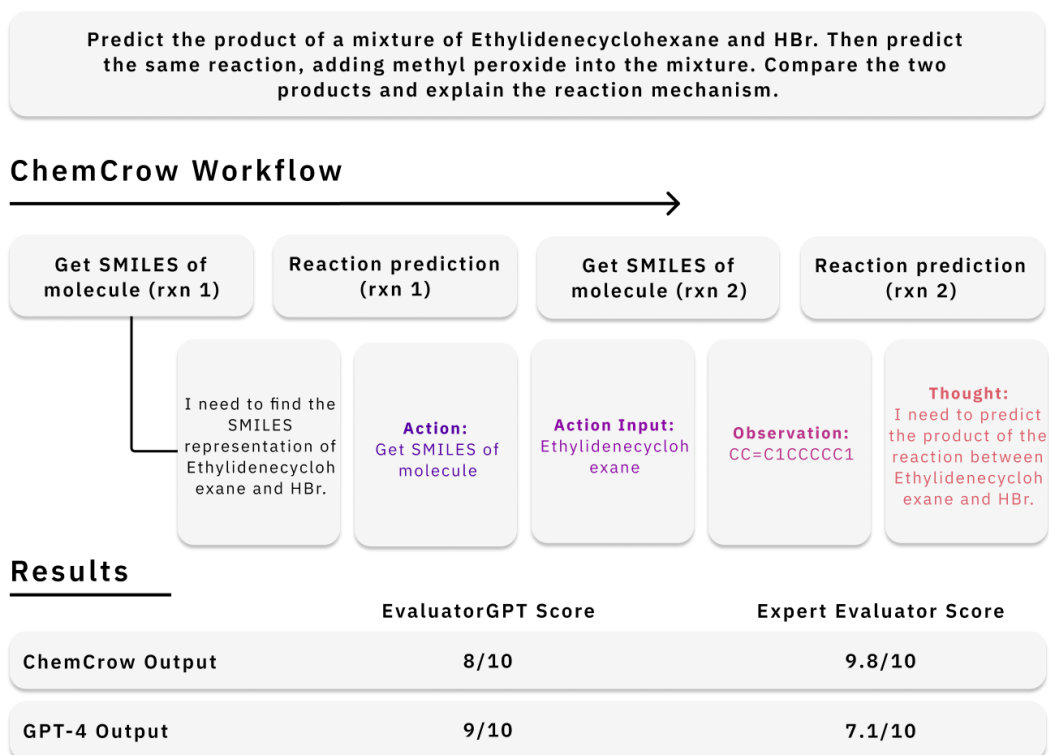 Predict the product of a mixture of Ethylidenecyclohexane and HBr. Then predict
the same reaction, adding methyl peroxide into the mixture. Compare the two
products and explain the reaction mechanism.
ChemCrow Workflow
Get SMILES of
molecule (rxn 1)
Reaction prediction
(rxn 1)
Get SMILES of
molecule (rxn 2)
Reaction prediction
(rxn 2)
I need to find the
SMILES
representation of
Ethylidenecycloh
exane and HBr.
Action:
Get SMILES of
molecule
Action Input:
Ethylidenecycloh
exane
Observation:
CC=C1CCCCC1
Thought:
I need to predict
the product of the
reaction between
Ethylidenecycloh
exane and HBr.
Results
EvaluatorGPT Score Expert Evaluator Score
ChemCrow Output 8/10 9.8/10
GPT-4 Output 9/10 7.1/10